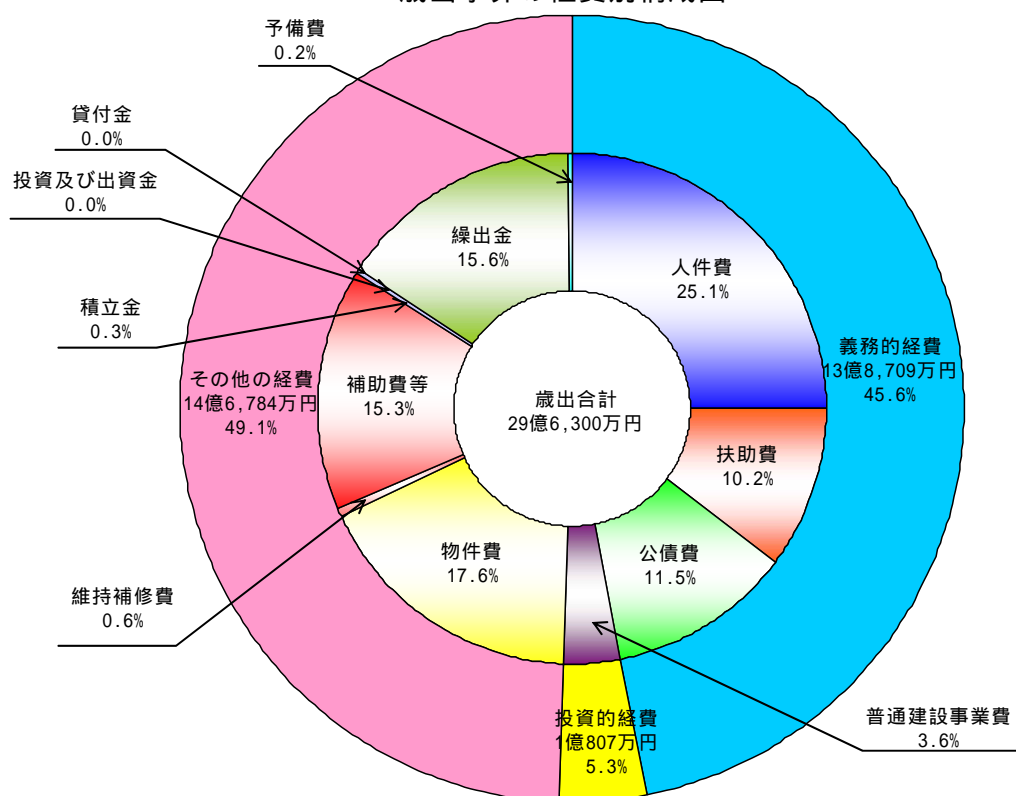 予備費
0.2%
貸付金
0.0%
投資及び出資金
0.0%
積立金
0.3%
繰出金
15.6%
人件費
25.1%
義務的経費
13億8,709万円
45.6%
その他の経費
14億6,784万円
49.1%
補助費等
15.3%
歳出合計
29億6,300万円
扶助費
10.2%
公債費
11.5%
物件費
17.6%
維持補修費
0.6%
投資的経費
1億807万円
5.3%
普通建設事業費
3.6%